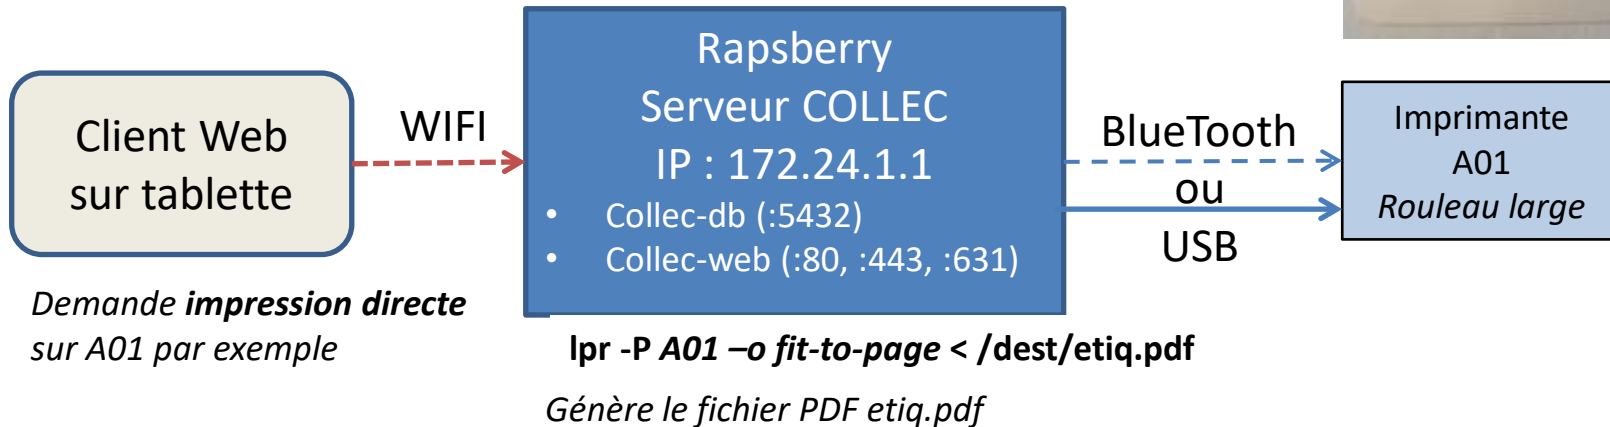 Client Web
sur tablette
WIFI
Rapsberry
Serveur COLLEC
IP : 172.24.1.1
• Collec-db (:5432)
• Collec-web (:80, :443, :631)
BlueTooth
ou
USB
Imprimante
A01
Rouleau large
Demande impression directe
sur A01 par exemple
lpr -P A01 –o fit-to-page < /dest/etiq.pdf
Génère le fichier PDF etiq.pdf